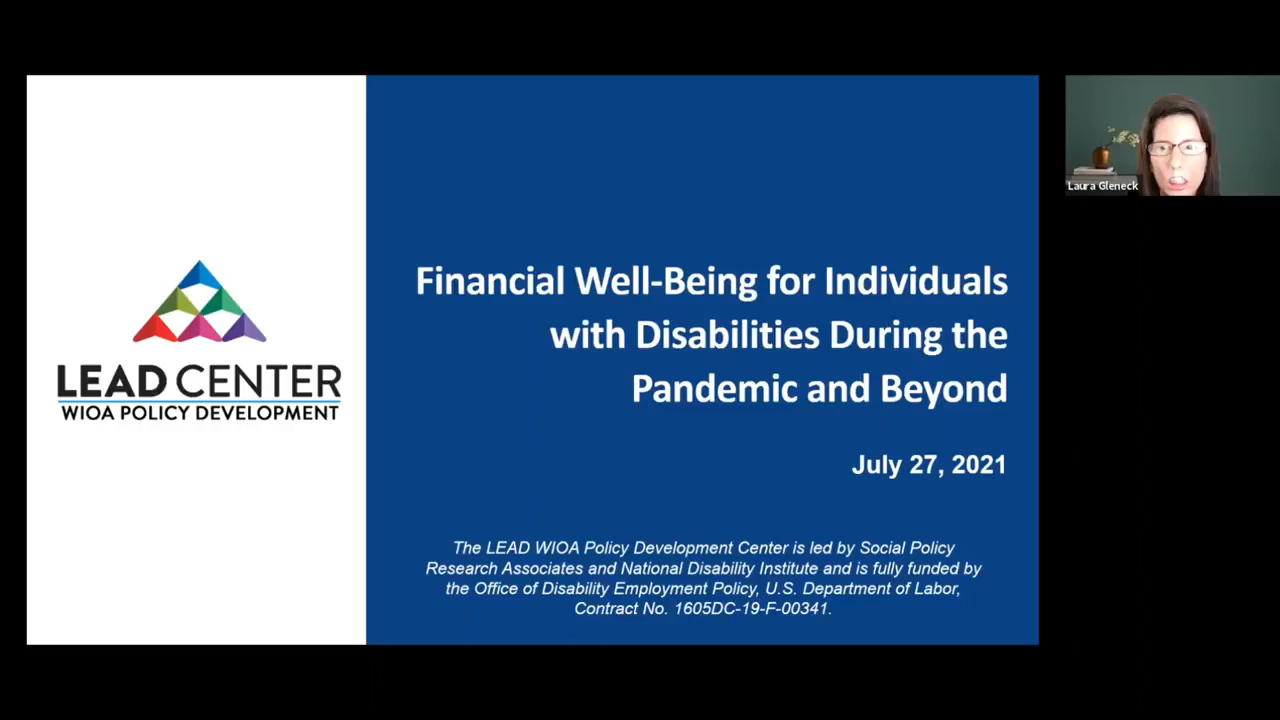 LEAD CENTER
WIOA POLICY DEVELOPMENT
Financial Well-Being for Individuals
with Disabilities During the
Pandemic and Beyond
July 27, 2021
The LEAD WIOA Policy Development Center is led by Social Policy
Research Associates and National Disability Institute and is fully funded by
the Office of Disability Employment Policy, U.S. Department of Labor,
Contract No. 1605DC-19-F-00341.
Laura Gleneck